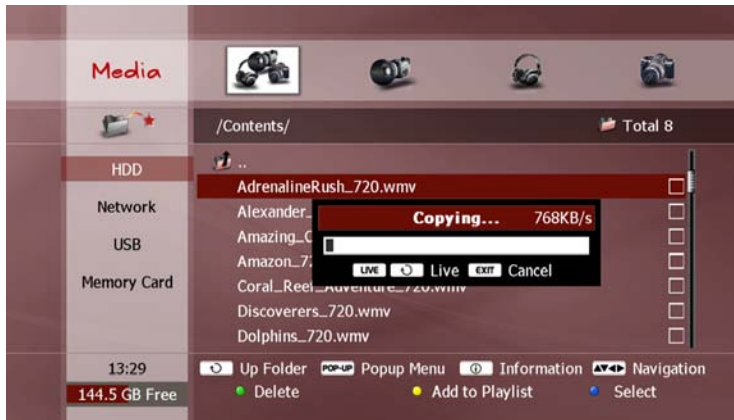 Media
/Contents/ Total 8
HDD
Network
USB
Memory Card
..
AdrenalineRush_720.wmv
Alexander_
Amazing_C
Amazon_7
Coral_Reef_Adventure_720.wmv
Discoverers_720.wmv
Dolphins_720.wmv
Copying... 768KB/s
LIVE Live EXIT Cancel
13:29
144.5 GB Free
Up Folder POP-UP Popup Menu Information Navigation
Delete Add to Playlist Select